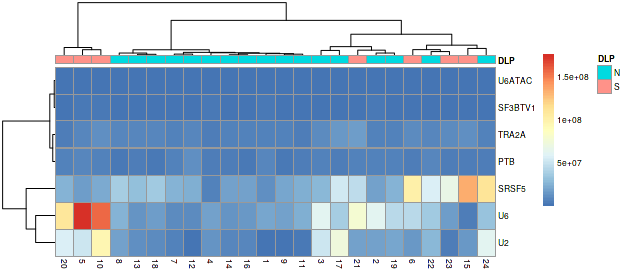 DLP
DLP
N
S
U6ATAC
SF3BTV1
TRA2A
PTB
SRSF5
U6
U2
1.5e+08
1e+08
5e+07
20 5 10 8 13 18 7 12 4 14 16 1 9 11 3 17 21 2 19 6 22 23 15 24